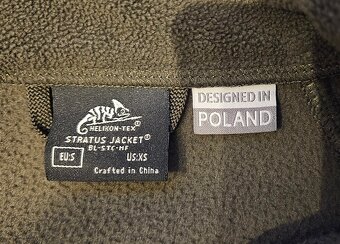 HELIKON-TEX®
STRATUS JACKET®
BL-STC-HF
EU:S US:XS
Crafted in China
DESIGNED IN
POLAND